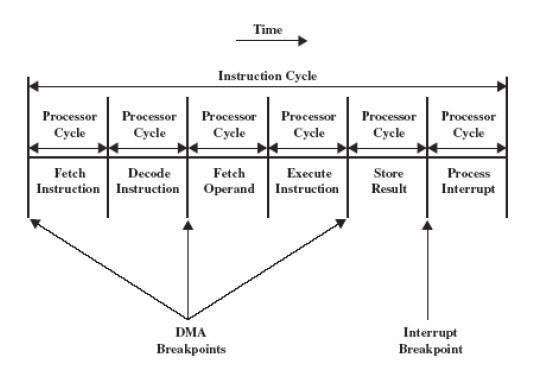 Time
Instruction Cycle
Processor Processor Processor Processor Processor Processor
Cycle Cycle Cycle Cycle Cycle Cycle
Fetch Decode Fetch Execute Store Process
Instruction Instruction Operand Instruction Result Interrupt
DMA Interrupt
Breakpoints Breakpoint